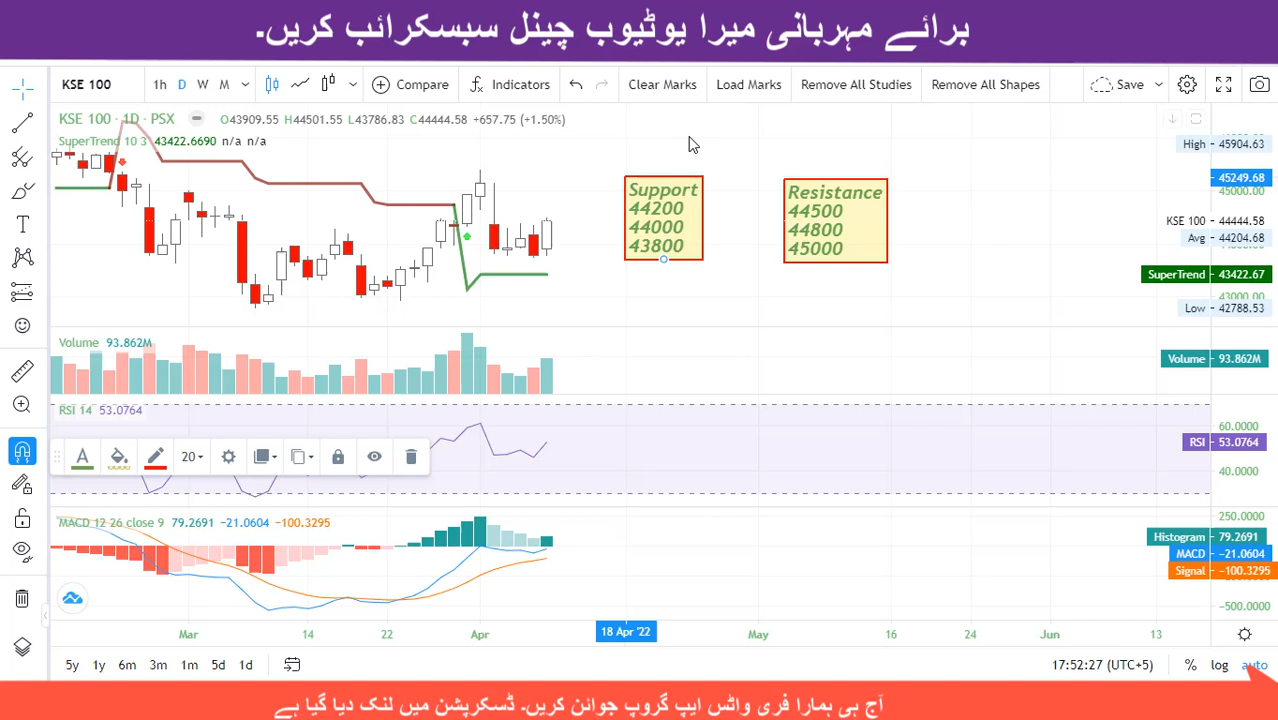 برائے مہربانی میرا یوٹیوب چینل سبسکرائب کریں۔
KSE 100 1h D W M Compare Indicators Clear Marks Load Marks Remove All Studies Remove All Shapes Save
KSE 100 · 1D · PSX O43909.55 H44501.55 L43786.83 C44444.58 +657.75 (+1.50%)
SuperTrend 10 3 43422.6690 n/a n/a
High 45904.63
45249.68
45000.00
KSE 100 44444.58
Avg 44204.68
SuperTrend 43422.67
43000.00
Low 42788.53
Support
44200
44000
43800
Resistance
44500
44800
45000
Volume 93.862M
Volume 93.862M
RSI 14 53.0764
60.0000
RSI 53.0764
40.0000
A 20
MACD 12 26 close 9 79.2691 −21.0604 −100.3295
250.0000
Histogram 79.2691
MACD −21.0604
Signal −100.3295
−500.0000
Mar 14 22 Apr 18 Apr '22 May 16 24 Jun 13
5y 1y 6m 3m 1m 5d 1d 17:52:27 (UTC+5) % log auto
آج ہی ہمارا فری واٹس ایپ گروپ جوائن کریں۔ ڈسکرپشن میں لنک دیا گیا ہے